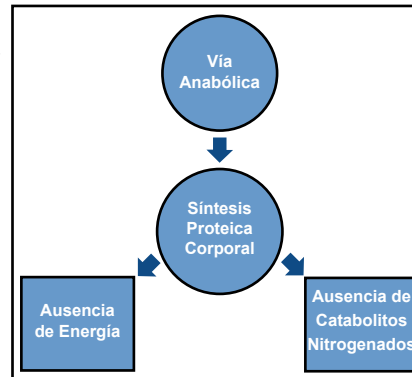 Vía
Anabólica
Síntesis
Proteica
Corporal
Ausencia
de Energía
Ausencia de
Catabolitos
Nitrogenados